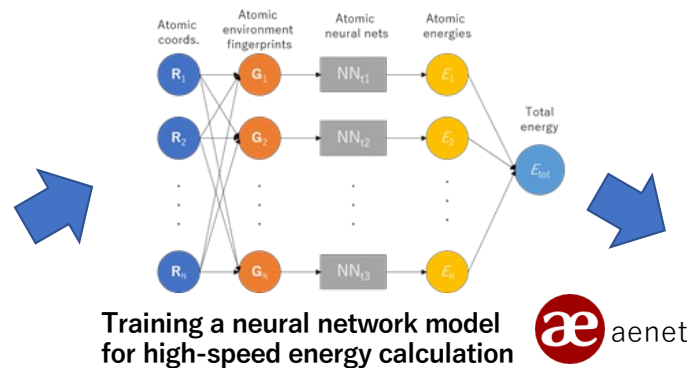 Atomic
coords.
Atomic
environment
fingerprints
Atomic
neural nets
Atomic
energies
R1
G1
NNt1
E1
R2
G2
NNt2
E2
Total
energy
Etot
RN
GN
NNt3
EN
Training a neural network model
for high-speed energy calculation
æ aenet